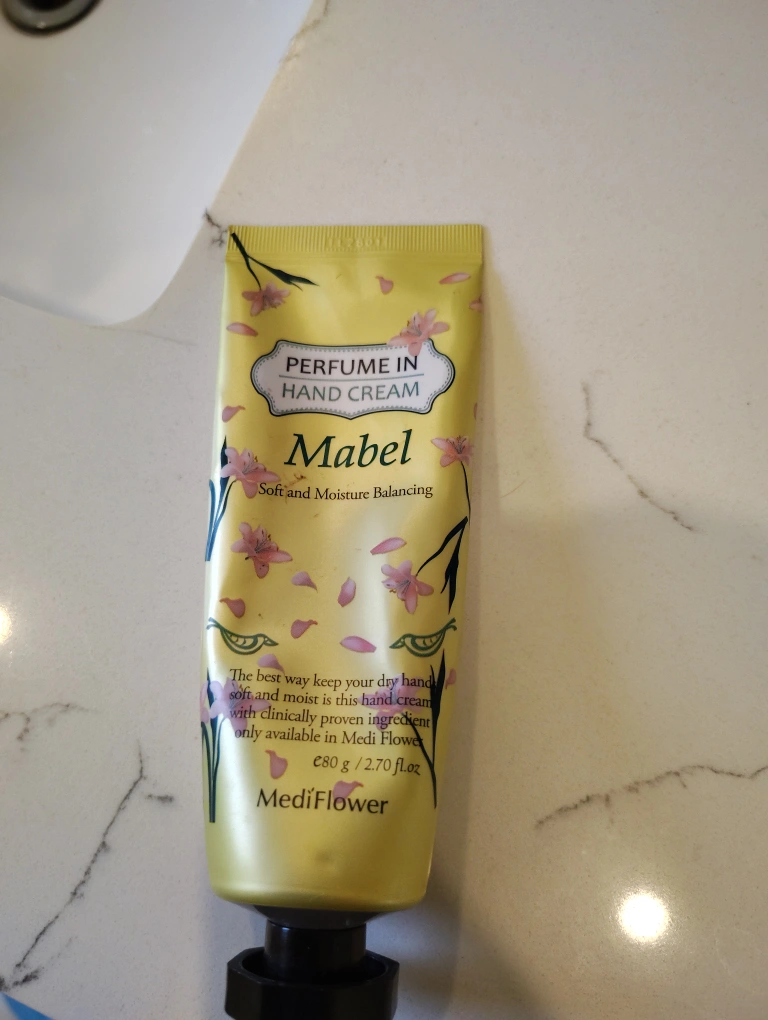 PERFUME IN
HAND CREAM
Mabel
Soft and Moisture Balancing
The best way keep your dry hand
soft and moist is this hand cream
with clinically proven ingredient
only available in Medi Flower
℮80 g / 2.70 fl.oz
MediFlower